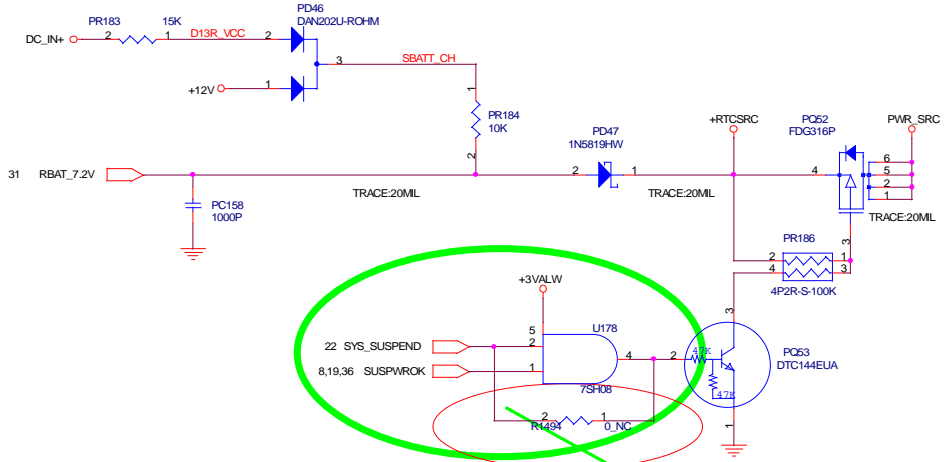 PD46
DAN202U-ROHM
PR183
15K
DC_IN+
2
1
D13R_VCC
2
3
SBATT_CH
+12V
1
1
PR184
10K
2
+RTCSRC
PQ52
FDG316P
PWR_SRC
PD47
1N5819HW
31
RBAT_7.2V
2
1
4
6
5
2
1
TRACE:20MIL
TRACE:20MIL
TRACE:20MIL
PC158
1000P
3
PR186
2
1
4
3
4P2R-S-100K
+3VALW
U178
5
22 SYS_SUSPEND
2
8,19,36 SUSPWROK
1
4
7SH08
2
47K
47K
3
PQ53
DTC144EUA
1
2
1
R1494
0_NC